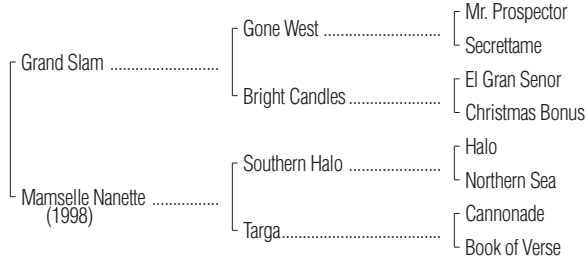 Mr. Prospector
Gone West ........................
Secrettame
Grand Slam ......................
El Gran Senor
Bright Candles ....................
Christmas Bonus
Halo
Southern Halo ...................
Northern Sea
Mamselle Nanette ..............
(1998)
Cannonade
Targa.................................
Book of Verse